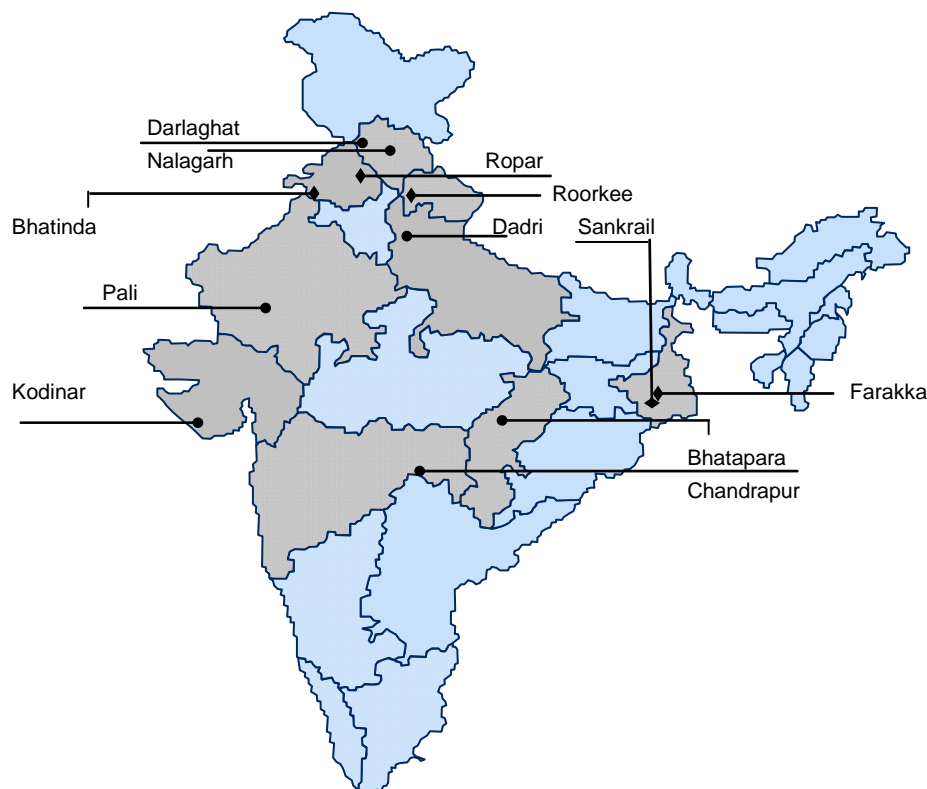 Darlaghat
Nalagarh
Ropar
Roorkee
Bhatinda
Dadri
Sankrail
Pali
Kodinar
Farakka
Bhatapara
Chandrapur